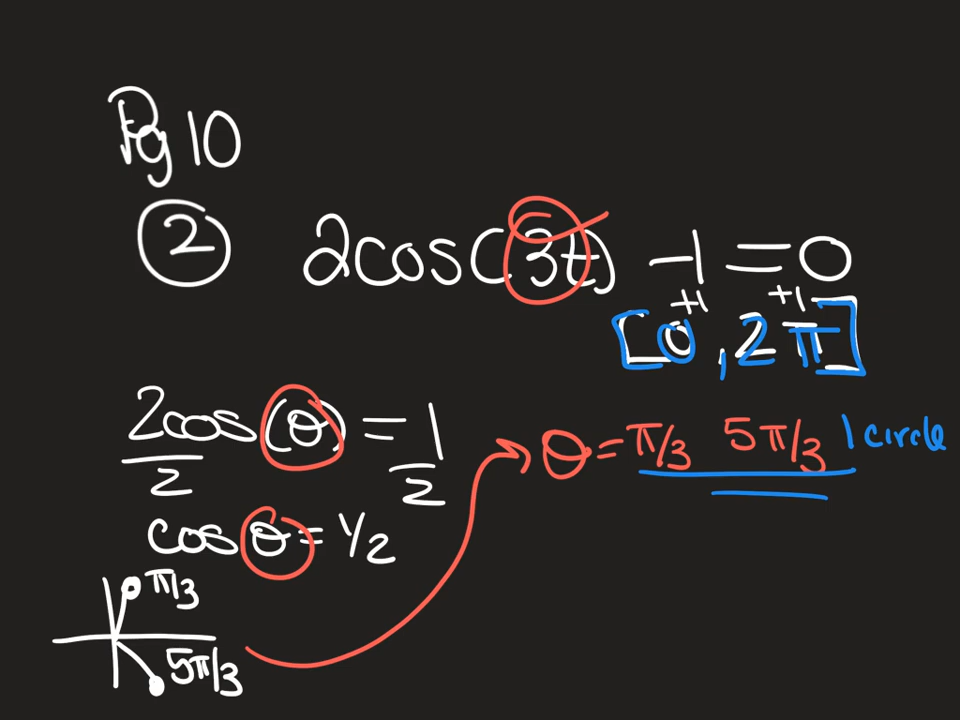 Pg 10
2 2cos(3t) -1 = 0
+1 +1
[0, 2π]
2cos(θ) = 1
2 2
cos θ = 1/2
θ = π/3 5π/3 1 circle
π/3
5π/3